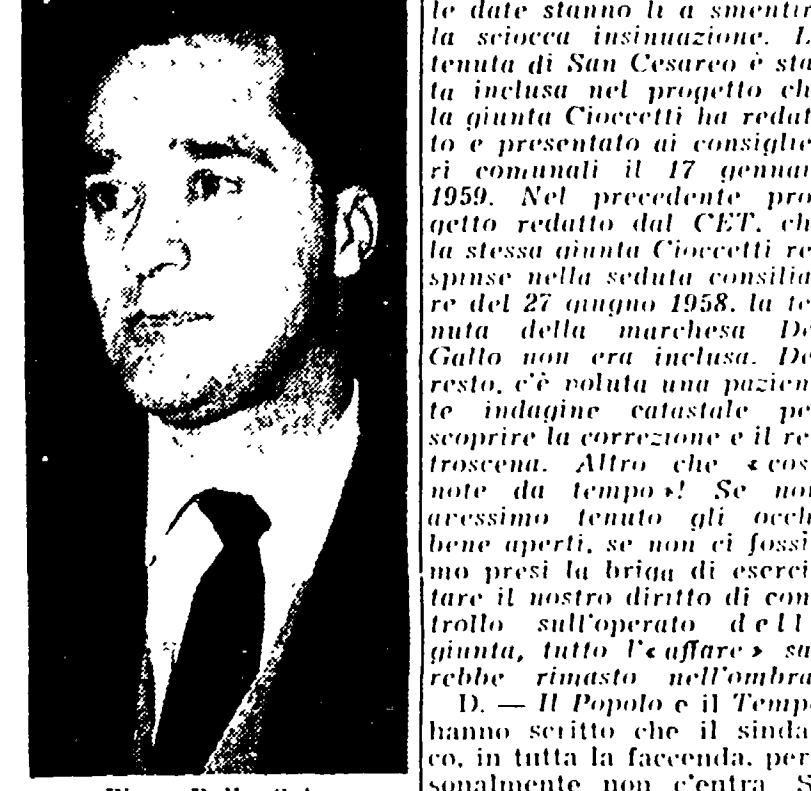 le date stanno lì a smentir
la sciocca insinuazione. L
tenuta di San Cesareo è sta
ta inclusa nel progetto ch
la giunta Cioccetti ha redat
to e presentato ai consiglie
ri comunali il 17 gennai
1959. Nel precedente pro
getto redatto dal CET. ch
la stessa giunta Cioccetti re
spinse nella seduta consilia
re del 27 giugno 1958. la te
nuta della marchesa De
Gallo non era inclusa. De
resto, c'è voluta una pazien
te indagine catastale pe
scoprire la correzione e il re
troscena. Altro che «cos
note da tempo»! Se non
avessimo tenuto gli occh
bene aperti, se non ci fossi
mo presi la briga di eserci
tare il nostro diritto di con
trollo sull'operato dell
giunta, tutto l'«affare» sa
rebbe rimasto nell'ombra
D. — Il Popolo e il Temp
hanno scritto che il sinda
co, in tutta la faccenda. per
sonalmente non c'entra. S